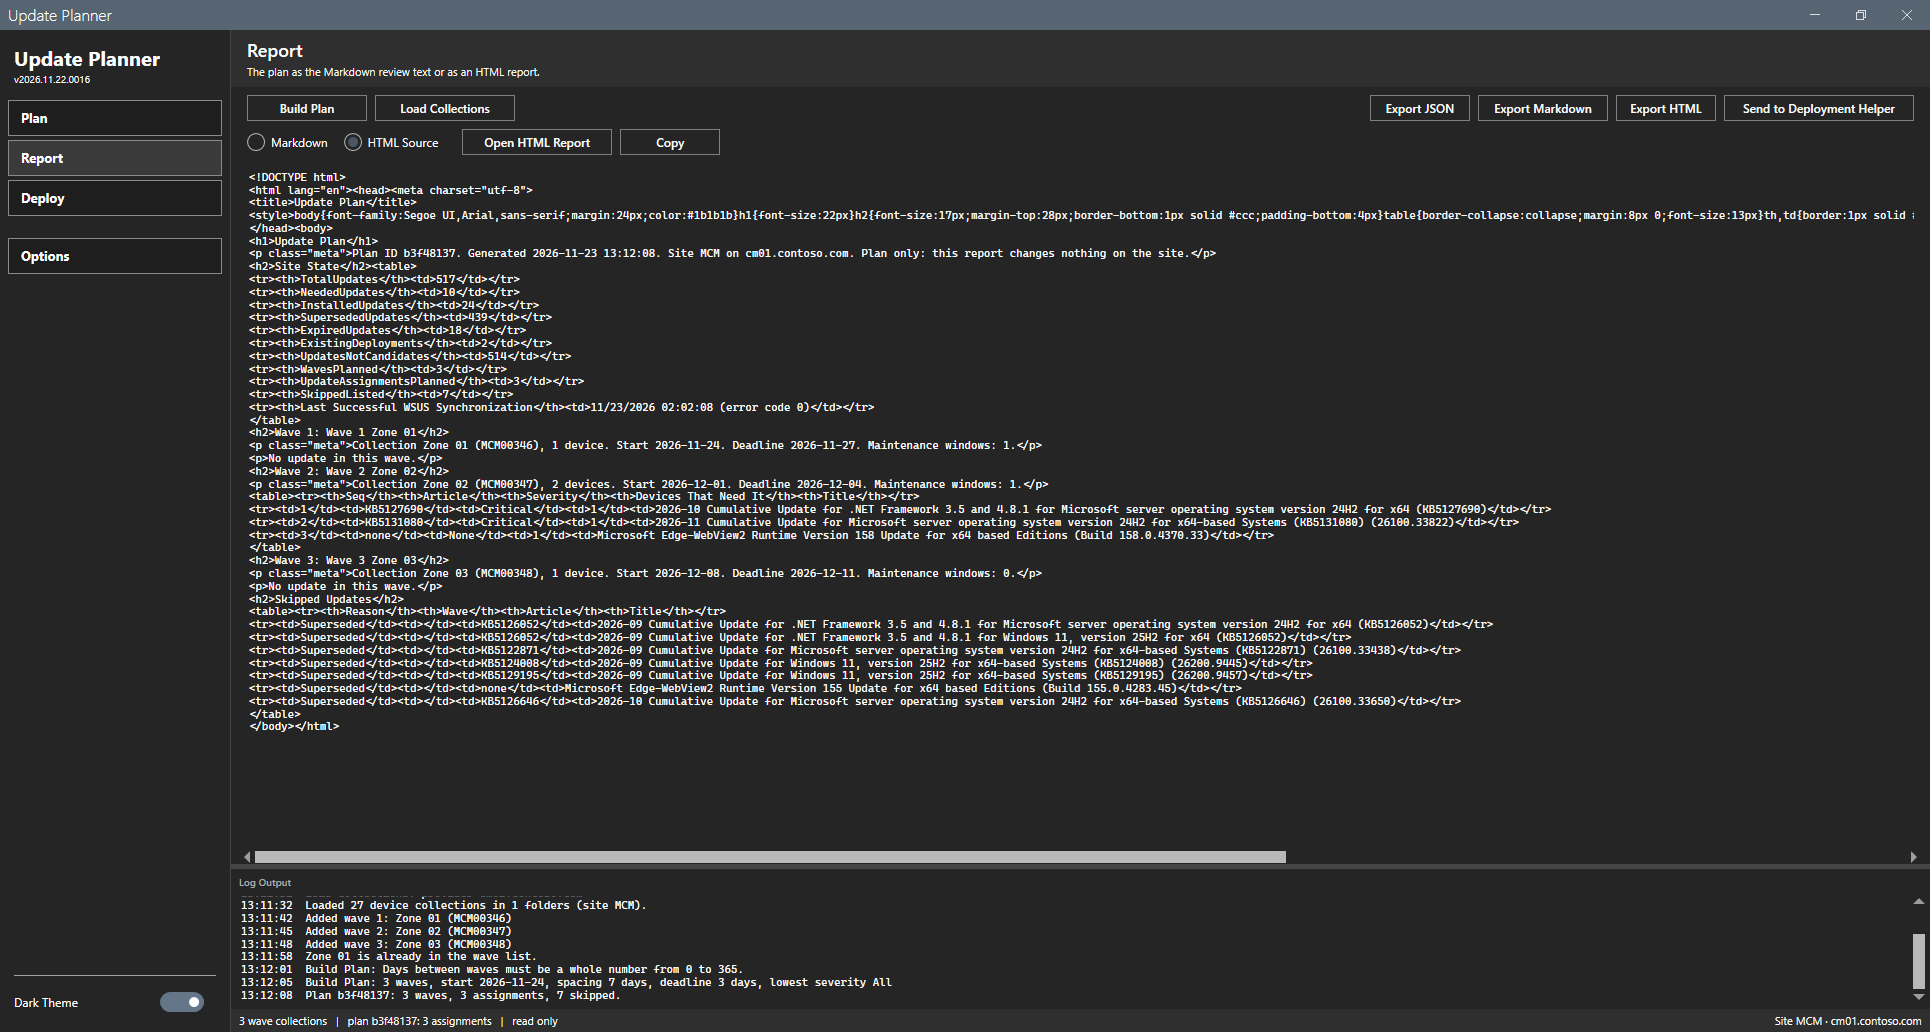 Update Planner
Update Planner
v2026.11.22.0016
Plan
Report
Deploy
Options
Dark Theme
Report
The plan as the Markdown review text or as an HTML report.
Build Plan
Load Collections
Export JSON
Export Markdown
Export HTML
Send to Deployment Helper
Markdown
HTML Source
Open HTML Report
Copy
<!DOCTYPE html>
<html lang="en"><head><meta charset="utf-8">
<title>Update Plan</title>
<style>body{font-family:Segoe UI,Arial,sans-serif;margin:24px;color:#1b1b1b}h1{font-size:22px}h2{font-size:17px;margin-top:28px;border-bottom:1px solid #ccc;padding-bottom:4px}table{border-collapse:collapse;margin:8px 0;font-size:13px}th,td{border:1px solid
</head><body>
<h1>Update Plan</h1>
<p class="meta">Plan ID b3f48137. Generated 2026-11-23 13:12:08. Site MCM on cm01.contoso.com. Plan only: this report changes nothing on the site.</p>
<h2>Site State</h2><table>
<tr><th>TotalUpdates</th><td>517</td></tr>
<tr><th>NeededUpdates</th><td>10</td></tr>
<tr><th>InstalledUpdates</th><td>24</td></tr>
<tr><th>SupersededUpdates</th><td>439</td></tr>
<tr><th>ExpiredUpdates</th><td>18</td></tr>
<tr><th>ExistingDeployments</th><td>2</td></tr>
<tr><th>UpdatesNotCandidates</th><td>514</td></tr>
<tr><th>WavesPlanned</th><td>3</td></tr>
<tr><th>UpdateAssignmentsPlanned</th><td>3</td></tr>
<tr><th>SkippedListed</th><td>7</td></tr>
<tr><th>Last Successful WSUS Synchronization</th><td>11/23/2026 02:02:08 (error code 0)</td></tr>
</table>
<h2>Wave 1: Wave 1 Zone 01</h2>
<p class="meta">Collection Zone 01 (MCM00346), 1 device. Start 2026-11-24. Deadline 2026-11-27. Maintenance windows: 1.</p>
<p>No update in this wave.</p>
<h2>Wave 2: Wave 2 Zone 02</h2>
<p class="meta">Collection Zone 02 (MCM00347), 2 devices. Start 2026-12-01. Deadline 2026-12-04. Maintenance windows: 1.</p>
<table><tr><th>Seq</th><th>Article</th><th>Severity</th><th>Devices That Need It</th><th>Title</th></tr>
<tr><td>1</td><td>KB5127690</td><td>Critical</td><td>1</td><td>2026-10 Cumulative Update for .NET Framework 3.5 and 4.8.1 for Microsoft server operating system version 24H2 for x64 (KB5127690)</td></tr>
<tr><td>2</td><td>KB5131080</td><td>Critical</td><td>1</td><td>2026-11 Cumulative Update for Microsoft server operating system version 24H2 for x64-based Systems (KB5131080) (26100.33822)</td></tr>
<tr><td>3</td><td>none</td><td>None</td><td>1</td><td>Microsoft Edge-WebView2 Runtime Version 158 Update for x64 based Editions (Build 158.0.4370.33)</td></tr>
</table>
<h2>Wave 3: Wave 3 Zone 03</h2>
<p class="meta">Collection Zone 03 (MCM00348), 1 device. Start 2026-12-08. Deadline 2026-12-11. Maintenance windows: 0.</p>
<p>No update in this wave.</p>
<h2>Skipped Updates</h2>
<table><tr><th>Reason</th><th>Wave</th><th>Article</th><th>Title</th></tr>
<tr><td>Superseded</td><td></td><td>KB5126052</td><td>2026-09 Cumulative Update for .NET Framework 3.5 and 4.8.1 for Microsoft server operating system version 24H2 for x64 (KB5126052)</td></tr>
<tr><td>Superseded</td><td></td><td>KB5126052</td><td>2026-09 Cumulative Update for .NET Framework 3.5 and 4.8.1 for Windows 11, version 25H2 for x64 (KB5126052)</td></tr>
<tr><td>Superseded</td><td></td><td>KB5122871</td><td>2026-09 Cumulative Update for Microsoft server operating system version 24H2 for x64-based Systems (KB5122871) (26100.33438)</td></tr>
<tr><td>Superseded</td><td></td><td>KB5124008</td><td>2026-09 Cumulative Update for Windows 11, version 25H2 for x64-based Systems (KB5124008) (26200.9445)</td></tr>
<tr><td>Superseded</td><td></td><td>KB5129195</td><td>2026-09 Cumulative Update for Windows 11, version 25H2 for x64-based Systems (KB5129195) (26200.9457)</td></tr>
<tr><td>Superseded</td><td></td><td>none</td><td>Microsoft Edge-WebView2 Runtime Version 155 Update for x64 based Editions (Build 155.0.4283.45)</td></tr>
<tr><td>Superseded</td><td></td><td>KB5126646</td><td>2026-10 Cumulative Update for Microsoft server operating system version 24H2 for x64-based Systems (KB5126646) (26100.33650)</td></tr>
</table>
</body></html>
Log Output
13:11:32 Loaded 27 device collections in 1 folders (site MCM).
13:11:42 Added wave 1: Zone 01 (MCM00346)
13:11:45 Added wave 2: Zone 02 (MCM00347)
13:11:48 Added wave 3: Zone 03 (MCM00348)
13:11:58 Zone 01 is already in the wave list.
13:12:01 Build Plan: Days between waves must be a whole number from 0 to 365.
13:12:05 Build Plan: 3 waves, start 2026-11-24, spacing 7 days, deadline 3 days, lowest severity All
13:12:08 Plan b3f48137: 3 waves, 3 assignments, 7 skipped.
3 wave collections | plan b3f48137: 3 assignments | read only
Site MCM · cm01.contoso.com